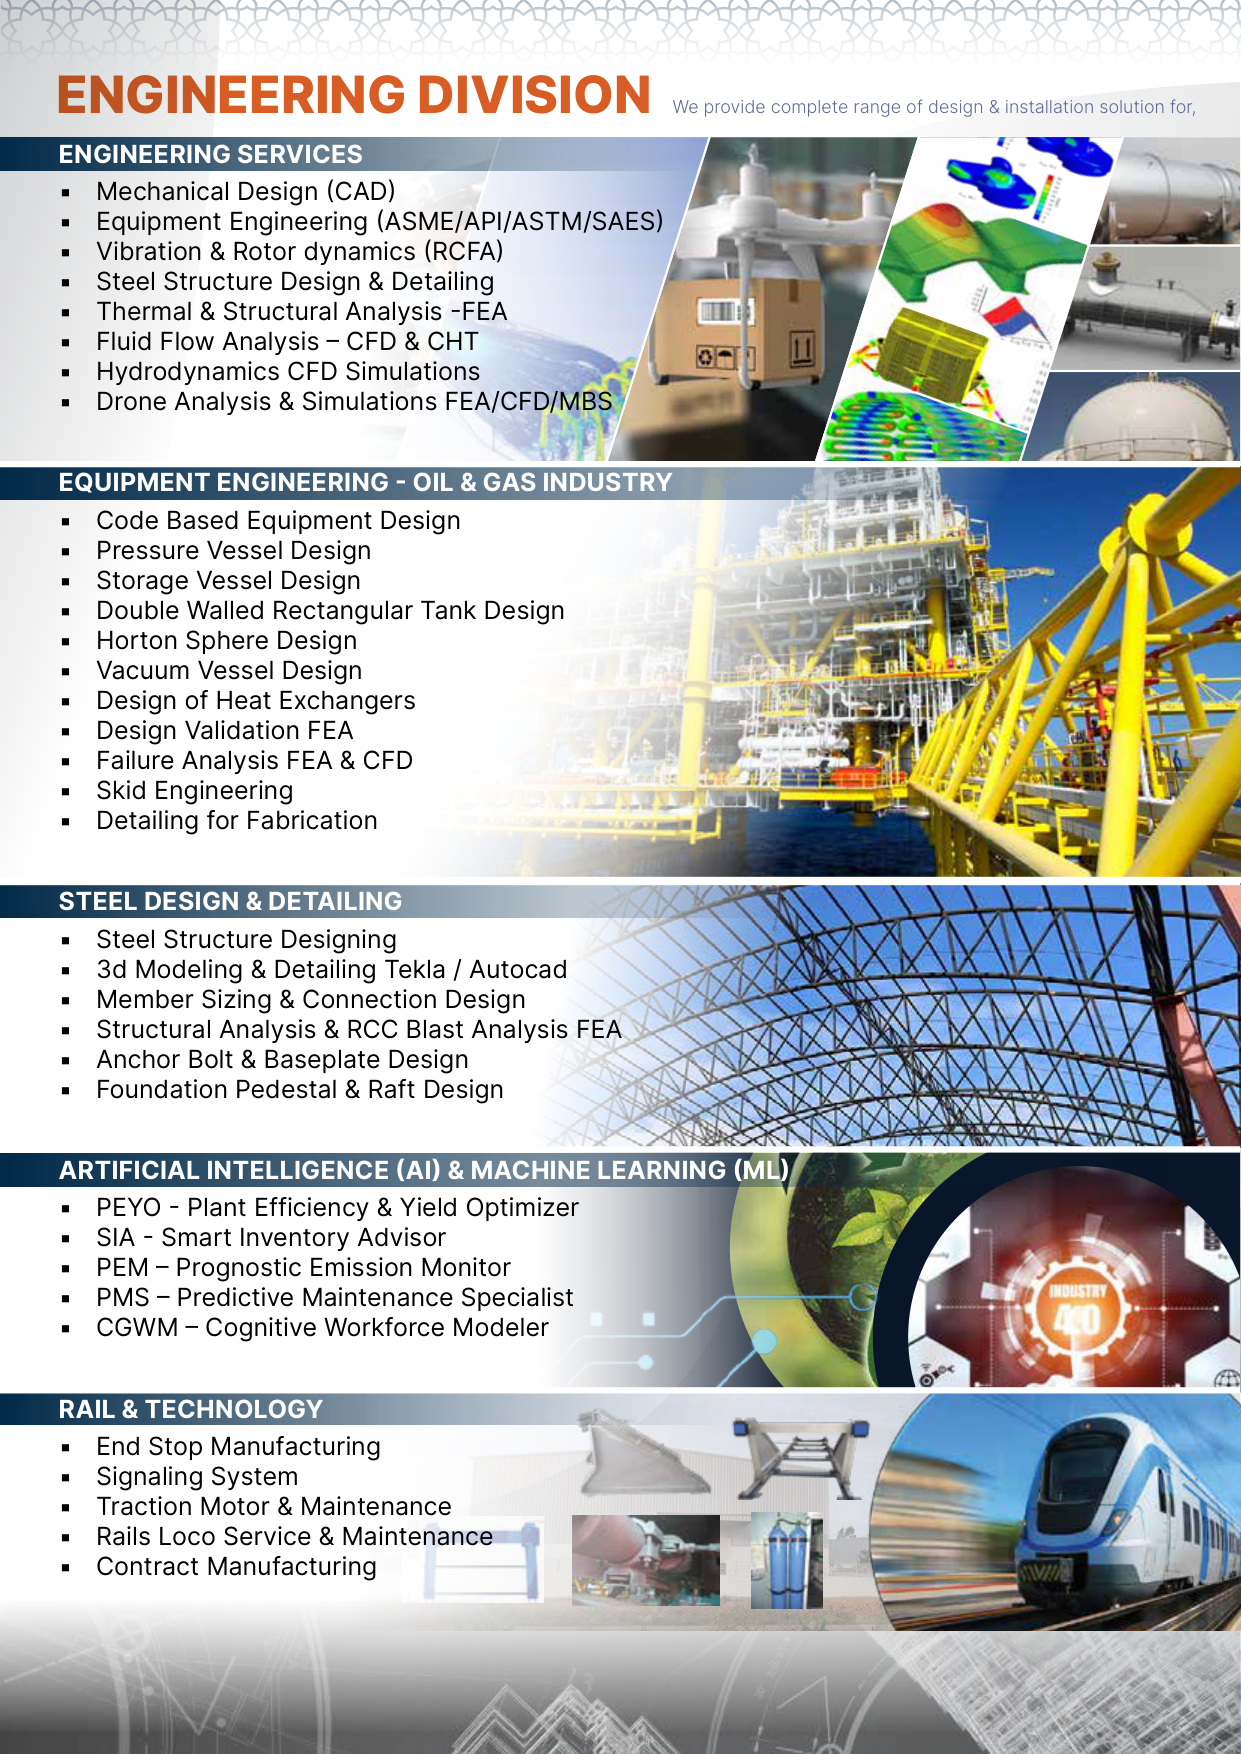 ENGINEERING DIVISION We provide complete range of design & installation solution for,
ENGINEERING SERVICES
▪ Mechanical Design (CAD)
▪ Equipment Engineering (ASME/API/ASTM/SAES)
▪ Vibration & Rotor dynamics (RCFA)
▪ Steel Structure Design & Detailing
▪ Thermal & Structural Analysis -FEA
▪ Fluid Flow Analysis – CFD & CHT
▪ Hydrodynamics CFD Simulations
▪ Drone Analysis & Simulations FEA/CFD/MBS
EQUIPMENT ENGINEERING - OIL & GAS INDUSTRY
▪ Code Based Equipment Design
▪ Pressure Vessel Design
▪ Storage Vessel Design
▪ Double Walled Rectangular Tank Design
▪ Horton Sphere Design
▪ Vacuum Vessel Design
▪ Design of Heat Exchangers
▪ Design Validation FEA
▪ Failure Analysis FEA & CFD
▪ Skid Engineering
▪ Detailing for Fabrication
STEEL DESIGN & DETAILING
▪ Steel Structure Designing
▪ 3d Modeling & Detailing Tekla / Autocad
▪ Member Sizing & Connection Design
▪ Structural Analysis & RCC Blast Analysis FEA
▪ Anchor Bolt & Baseplate Design
▪ Foundation Pedestal & Raft Design
ARTIFICIAL INTELLIGENCE (AI) & MACHINE LEARNING (ML)
▪ PEYO - Plant Efficiency & Yield Optimizer
▪ SIA - Smart Inventory Advisor
▪ PEM – Prognostic Emission Monitor
▪ PMS – Predictive Maintenance Specialist
▪ CGWM – Cognitive Workforce Modeler
INDUSTRY
4.0
RAIL & TECHNOLOGY
▪ End Stop Manufacturing
▪ Signaling System
▪ Traction Motor & Maintenance
▪ Rails Loco Service & Maintenance
▪ Contract Manufacturing